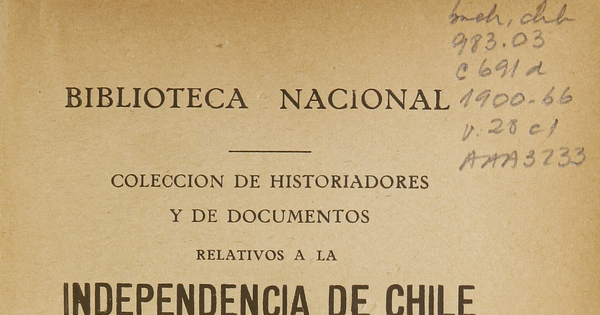 BIBLIOTECA NACIONAL
COLECCION DE HISTORIADORES
Y DE DOCUMENTOS
RELATIVOS A LA
INDEPENDENCIA DE CHILE
983.03
C691d
1900-66
v. 28 c1
AAA3733